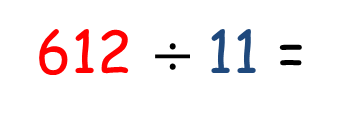 612 ÷ 11 =